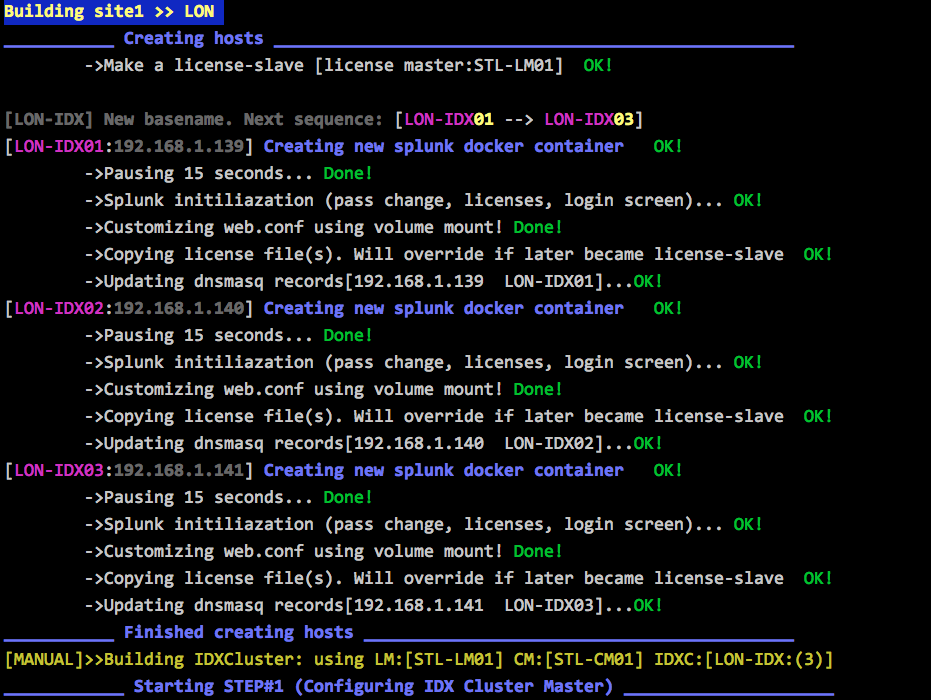 Building site1 >> LON
___________ Creating hosts ____________________________________________________
->Make a license-slave [license master:STL-LM01] OK!
[LON-IDX] New basename. Next sequence: [LON-IDX01 --> LON-IDX03]
[LON-IDX01:192.168.1.139] Creating new splunk docker container OK!
->Pausing 15 seconds... Done!
->Splunk initiliazation (pass change, licenses, login screen)... OK!
->Customizing web.conf using volume mount! Done!
->Copying license file(s). Will override if later became license-slave OK!
->Updating dnsmasq records[192.168.1.139 LON-IDX01]...OK!
[LON-IDX02:192.168.1.140] Creating new splunk docker container OK!
->Pausing 15 seconds... Done!
->Splunk initiliazation (pass change, licenses, login screen)... OK!
->Customizing web.conf using volume mount! Done!
->Copying license file(s). Will override if later became license-slave OK!
->Updating dnsmasq records[192.168.1.140 LON-IDX02]...OK!
[LON-IDX03:192.168.1.141] Creating new splunk docker container OK!
->Pausing 15 seconds... Done!
->Splunk initiliazation (pass change, licenses, login screen)... OK!
->Customizing web.conf using volume mount! Done!
->Copying license file(s). Will override if later became license-slave OK!
->Updating dnsmasq records[192.168.1.141 LON-IDX03]...OK!
___________ Finished creating hosts ___________________________________________
[MANUAL]>>Building IDXCluster: using LM:[STL-LM01] CM:[STL-CM01] IDXC:[LON-IDX:(3)]
____________ Starting STEP#1 (Configuring IDX Cluster Master) _____________________